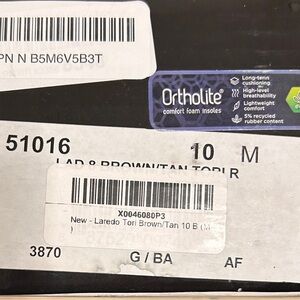 PN N B5M6V5B3T
Ortholite®
comfort foam insoles
Long-term
cushioning
High-level
breathability
Lightweight
comfort
5% recycled
rubber content
51016 10 M
LAD 8 BROWN/TAN TORI R
X0046080P3
New - Laredo Tori Brown/Tan 10 B (M
)
3870 G / BA AF